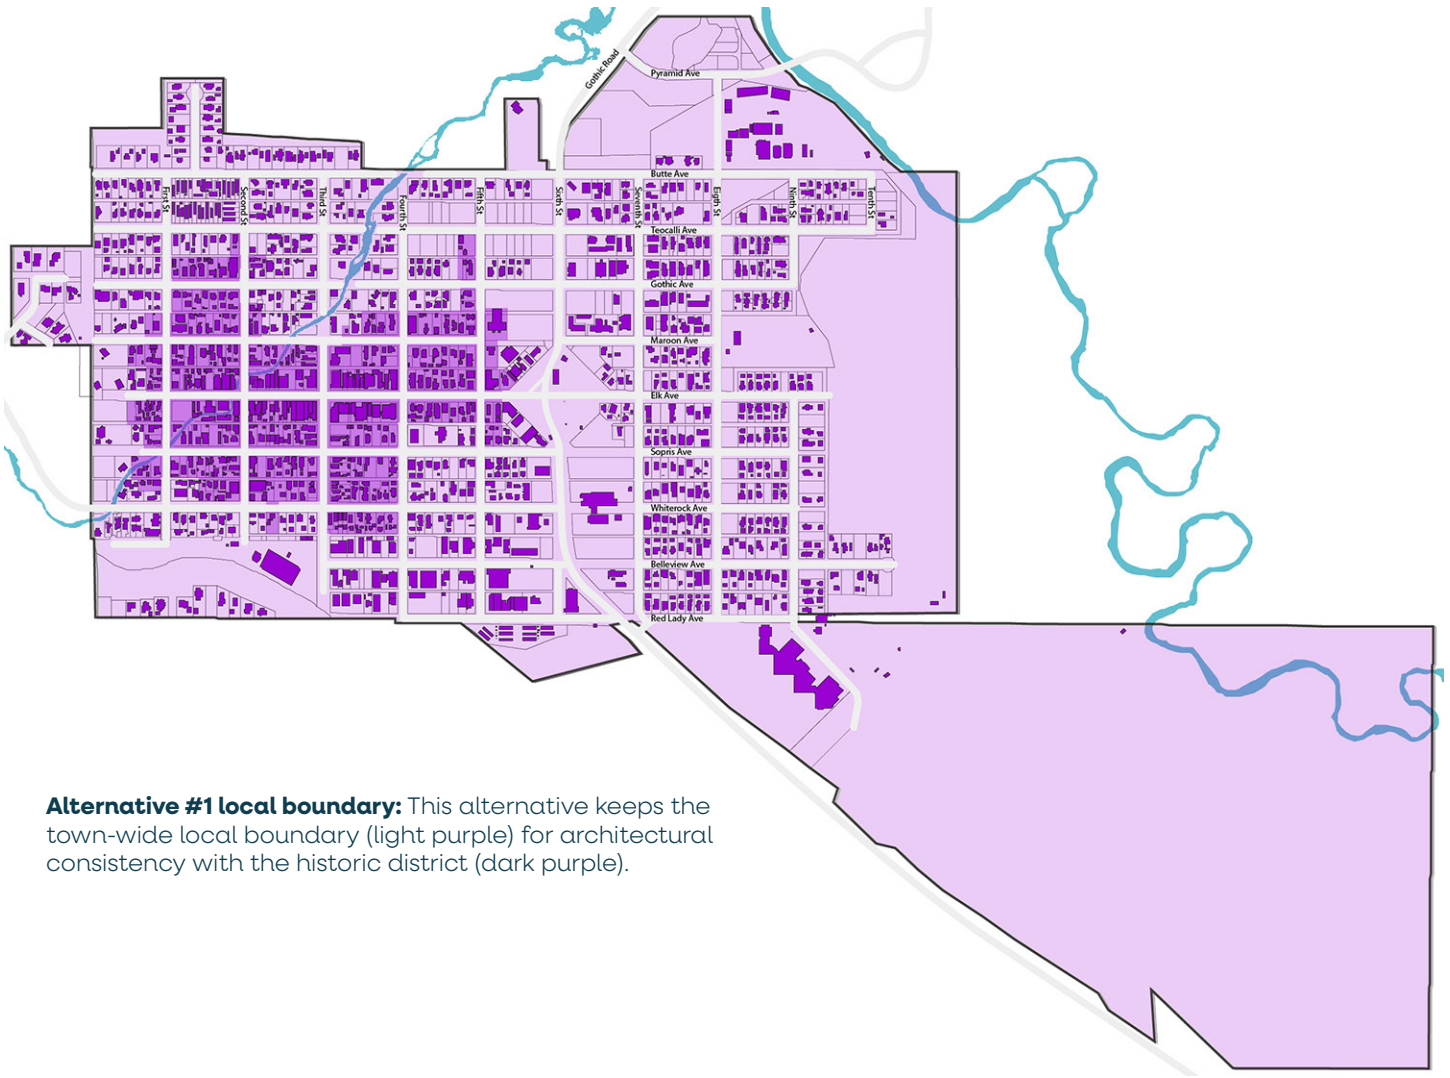 Gothic Road
Pyramid Ave
Butte Ave
First St
Second St
Third St
Fourth St
Fifth St
Sixth St
Seventh St
Eigth St
Ninth St
Tenth St
Teocalli Ave
Gothic Ave
Maroon Ave
Elk Ave
Sopris Ave
Whiterock Ave
Belleview Ave
Red Lady Ave
Alternative #1 local boundary: This alternative keeps the
town-wide local boundary (light purple) for architectural
consistency with the historic district (dark purple).